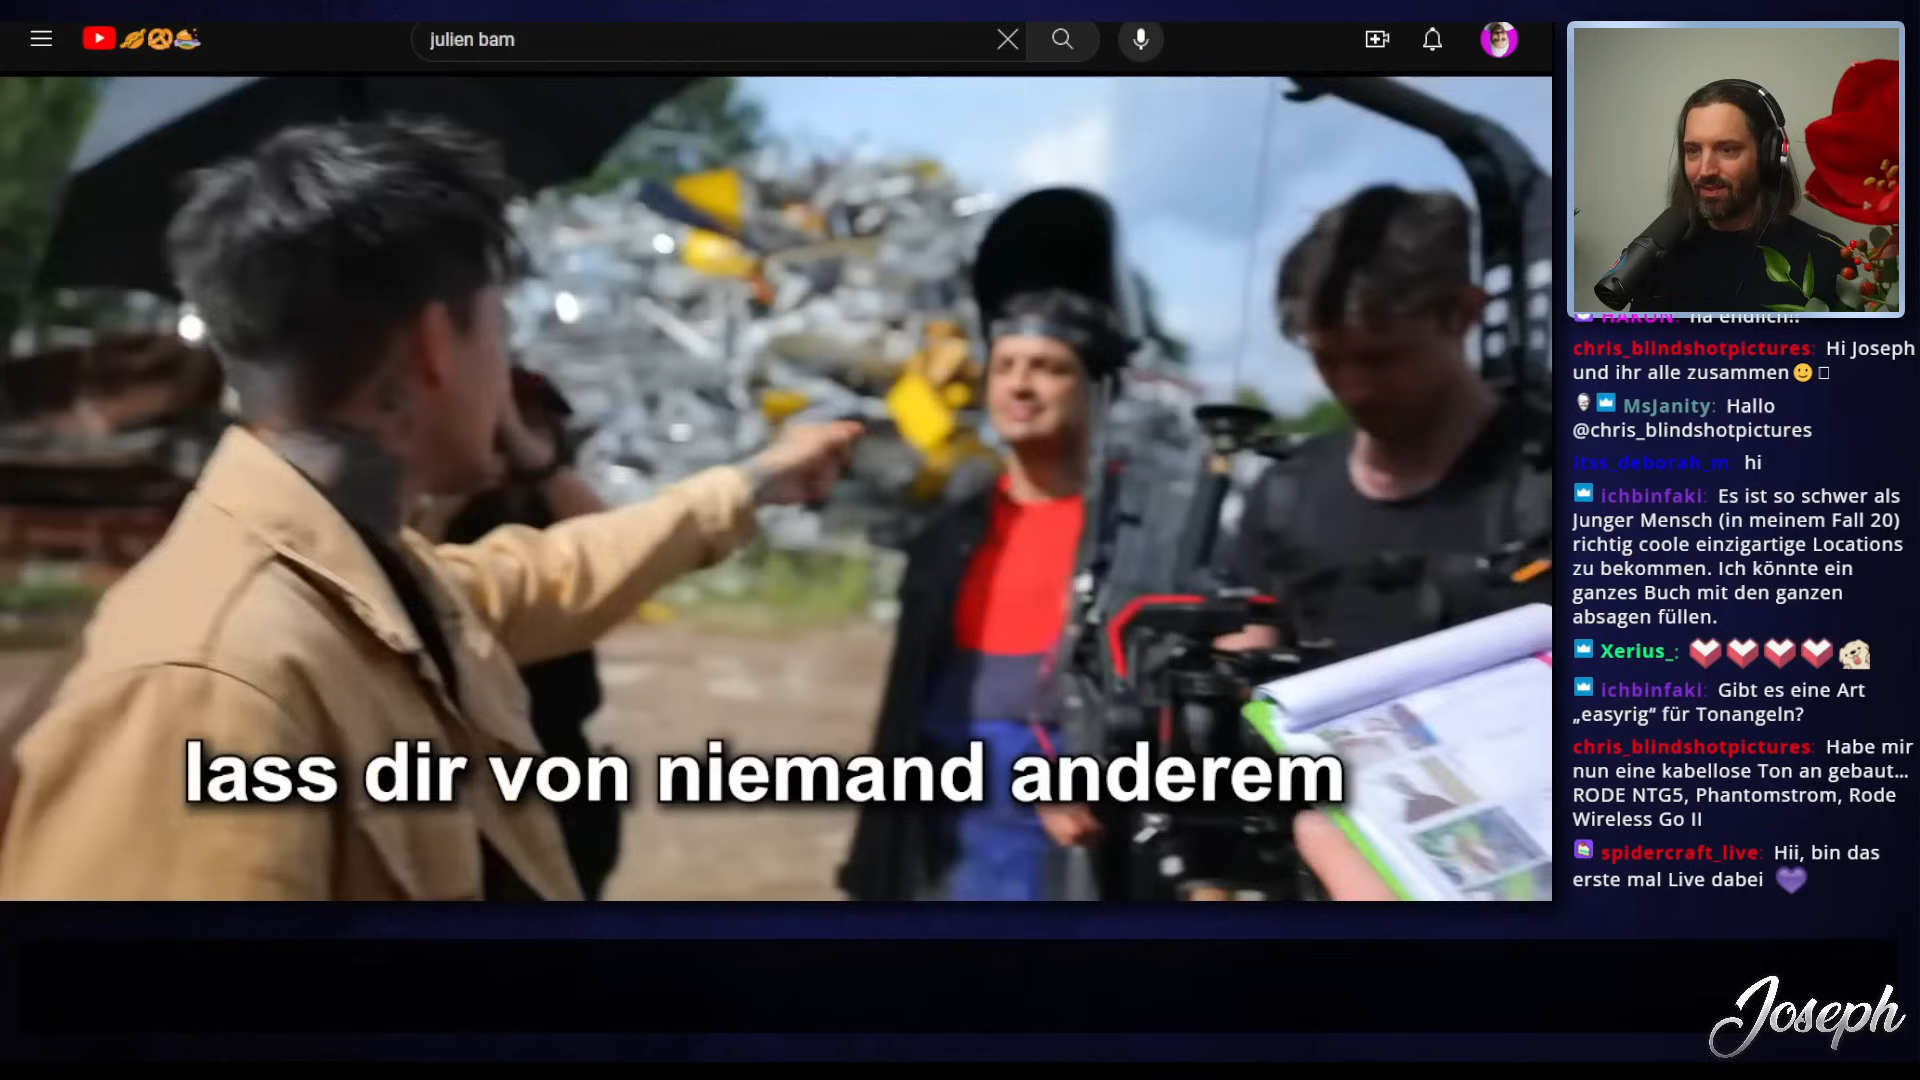 julien bam
lass dir von niemand anderem
HAKON: na endlich!!
chris_blindshotpictures: Hi Joseph
und ihr alle zusammen
MsJanity: Hallo
@chris_blindshotpictures
itss_deborah_m: hi
ichbinfaki: Es ist so schwer als
Junger Mensch (in meinem Fall 20)
richtig coole einzigartige Locations
zu bekommen. Ich könnte ein
ganzes Buch mit den ganzen
absagen füllen.
Xerius_:
ichbinfaki: Gibt es eine Art
„easyrig“ für Tonangeln?
chris_blindshotpictures: Habe mir
nun eine kabellose Ton an gebaut...
RODE NTG5, Phantomstrom, Rode
Wireless Go II
spidercraft_live: Hii, bin das
erste mal Live dabei
Joseph